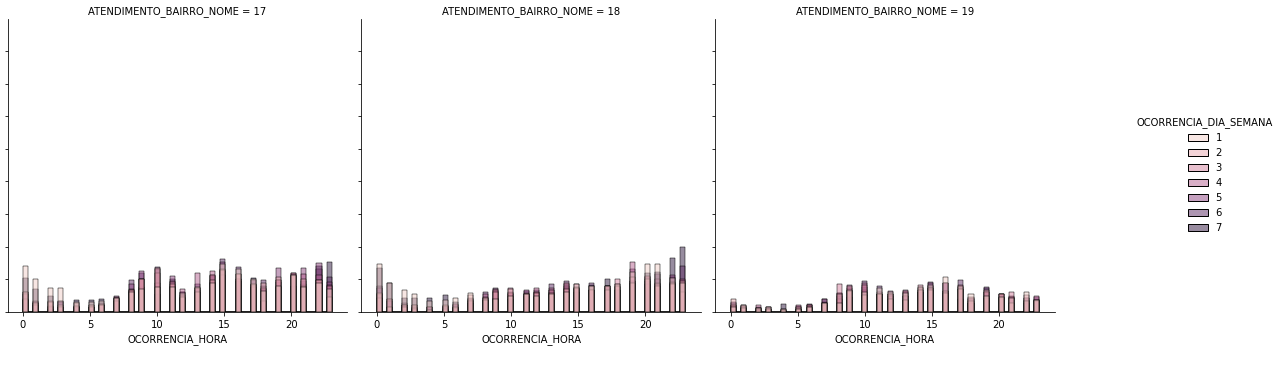 ATENDIMENTO_BAIRRO_NOME = 17
ATENDIMENTO_BAIRRO_NOME = 18
ATENDIMENTO_BAIRRO_NOME = 19
OCORRENCIA_DIA_SEMANA
1
2
3
4
5
6
7
0 5 10 15 20
0 5 10 15 20
0 5 10 15 20
OCORRENCIA_HORA
OCORRENCIA_HORA
OCORRENCIA_HORA